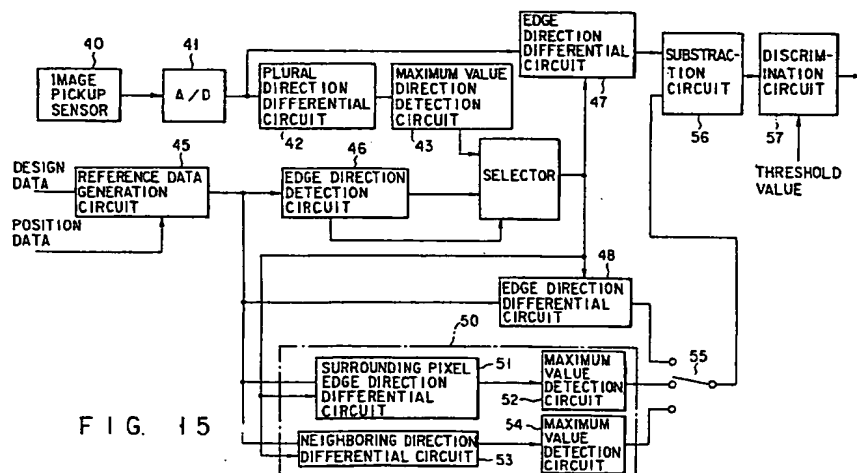 40
IMAGE
PICKUP
SENSOR
41
A/D
PLURAL
DIRECTION
DIFFERENTIAL
CIRCUIT
42
MAXIMUM VALUE
DIRECTION
DETECTION
CIRCUIT
43
EDGE
DIRECTION
DIFFERENTIAL
CIRCUIT
47
SUBSTRAC-
TION
CIRCUIT
56
DISCRIM-
INATION
CIRCUIT
57
THRESHOLD
VALUE
DESIGN
DATA
POSITION
DATA
45
REFERENCE DATA
GENERATION
CIRCUIT
46
EDGE DIRECTION
DETECTION
CIRCUIT
SELECTOR
48
EDGE DIRECTION
DIFFERENTIAL
CIRCUIT
50
51
SURROUNDING PIXEL
EDGE DIRECTION
DIFFERENTIAL
CIRCUIT
MAXIMUM
VALUE
DETECTION
52 CIRCUIT
55
NEIGHBORING DIRECTION
DIFFERENTIAL CIRCUIT
53
54
MAXIMUM
VALUE
DETECTION
CIRCUIT
FIG. 15